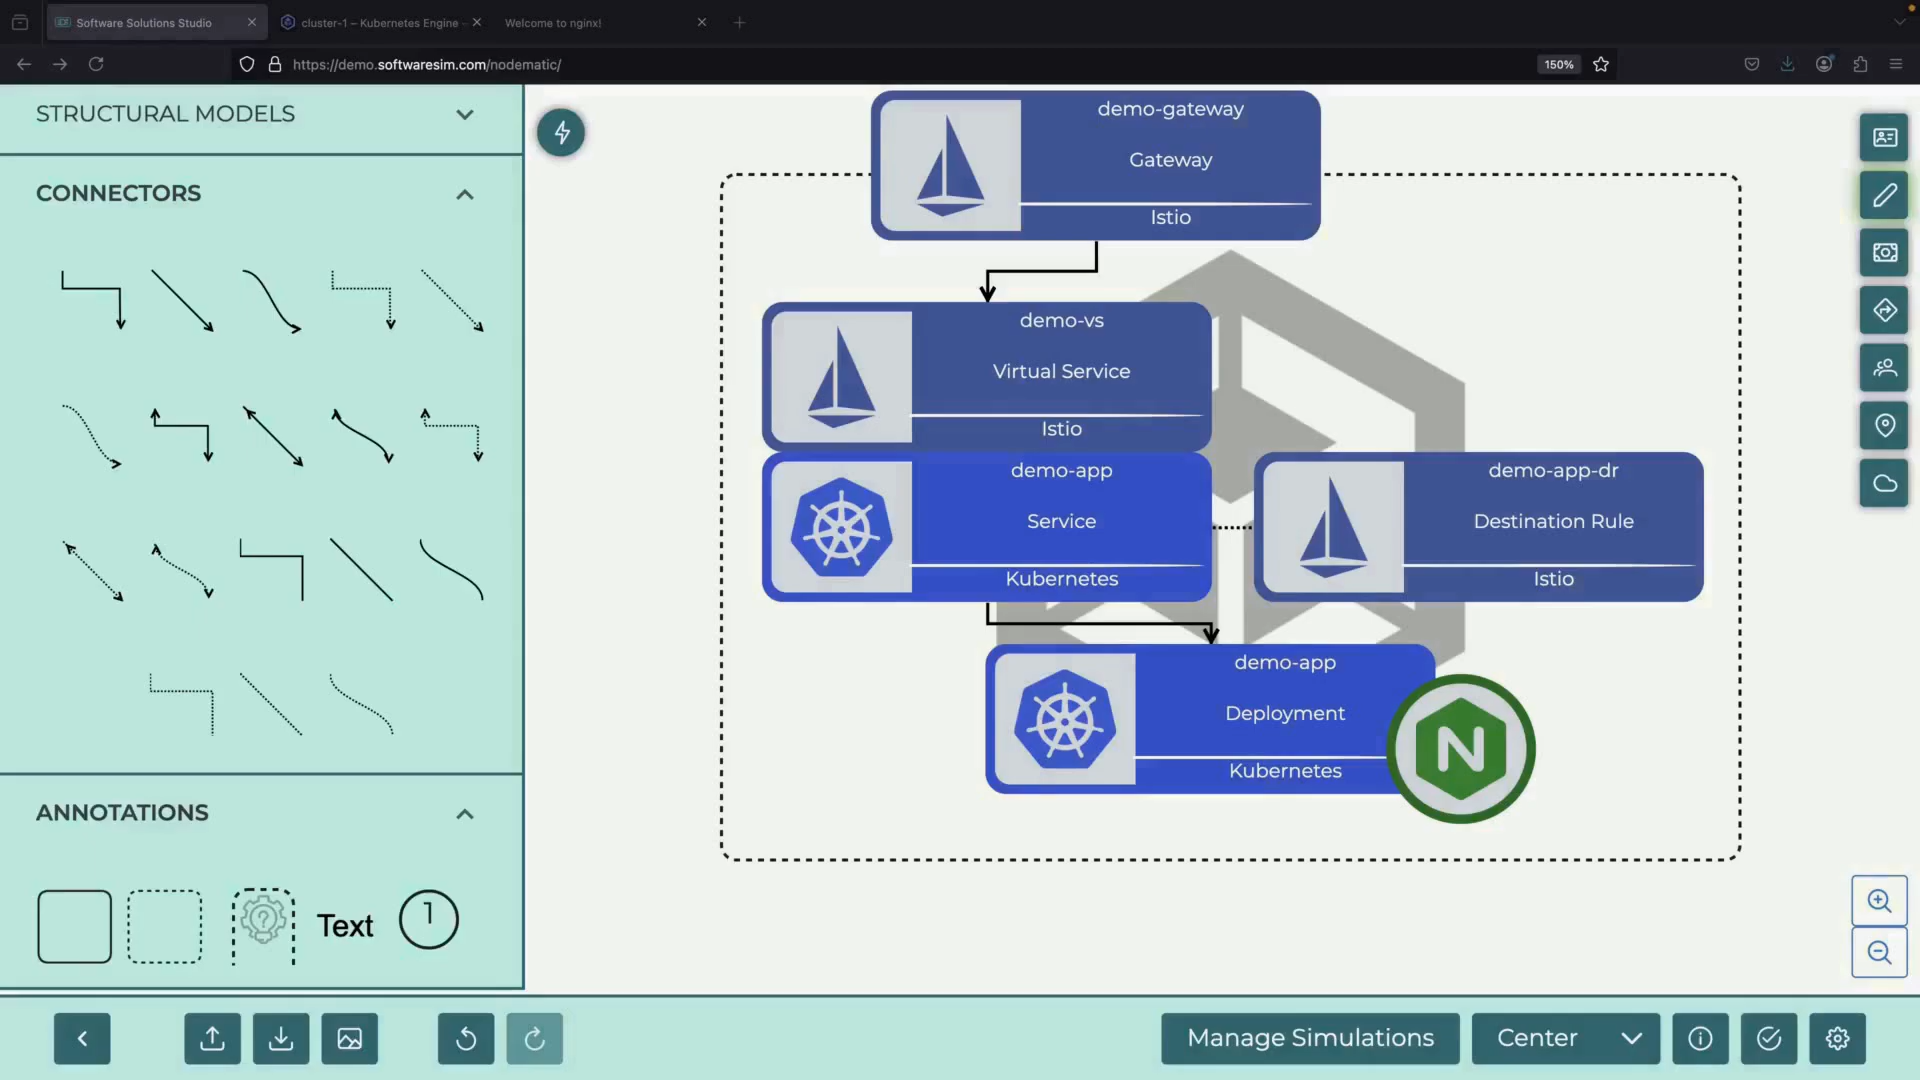 Software Solutions Studio
cluster-1 – Kubernetes Engine
Welcome to nginx!
https://demo.softwaresim.com/nodematic/
150%
STRUCTURAL MODELS
CONNECTORS
ANNOTATIONS
Text
1
demo-gateway
Gateway
Istio
demo-vs
Virtual Service
Istio
demo-app
Service
Kubernetes
demo-app-dr
Destination Rule
Istio
demo-app
Deployment
Kubernetes
N
Manage Simulations
Center